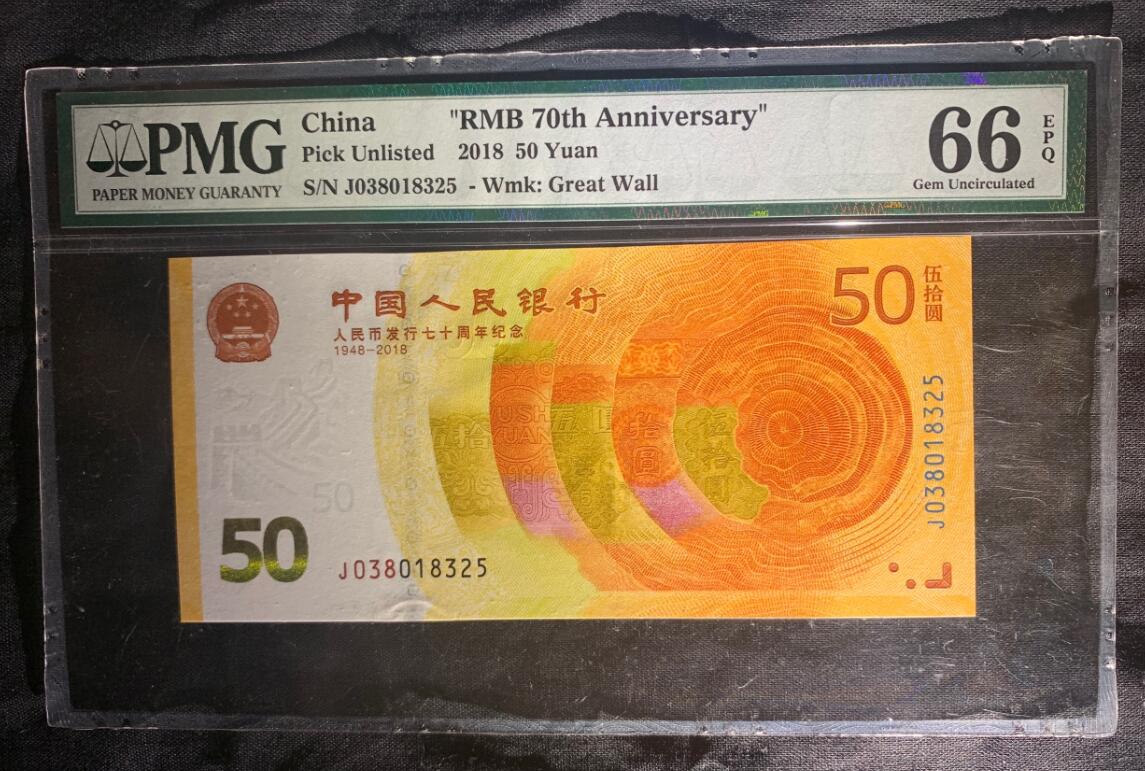 PMG
PAPER MONEY GUARANTY
China "RMB 70th Anniversary"
Pick Unlisted 2018 50 Yuan
S/N J038018325 - Wmk: Great Wall
66
EPQ
Gem Uncirculated
中国人民银行
人民币发行七十周年纪念
1948-2018
50
伍拾圆
J038018325
50
50
J038018325